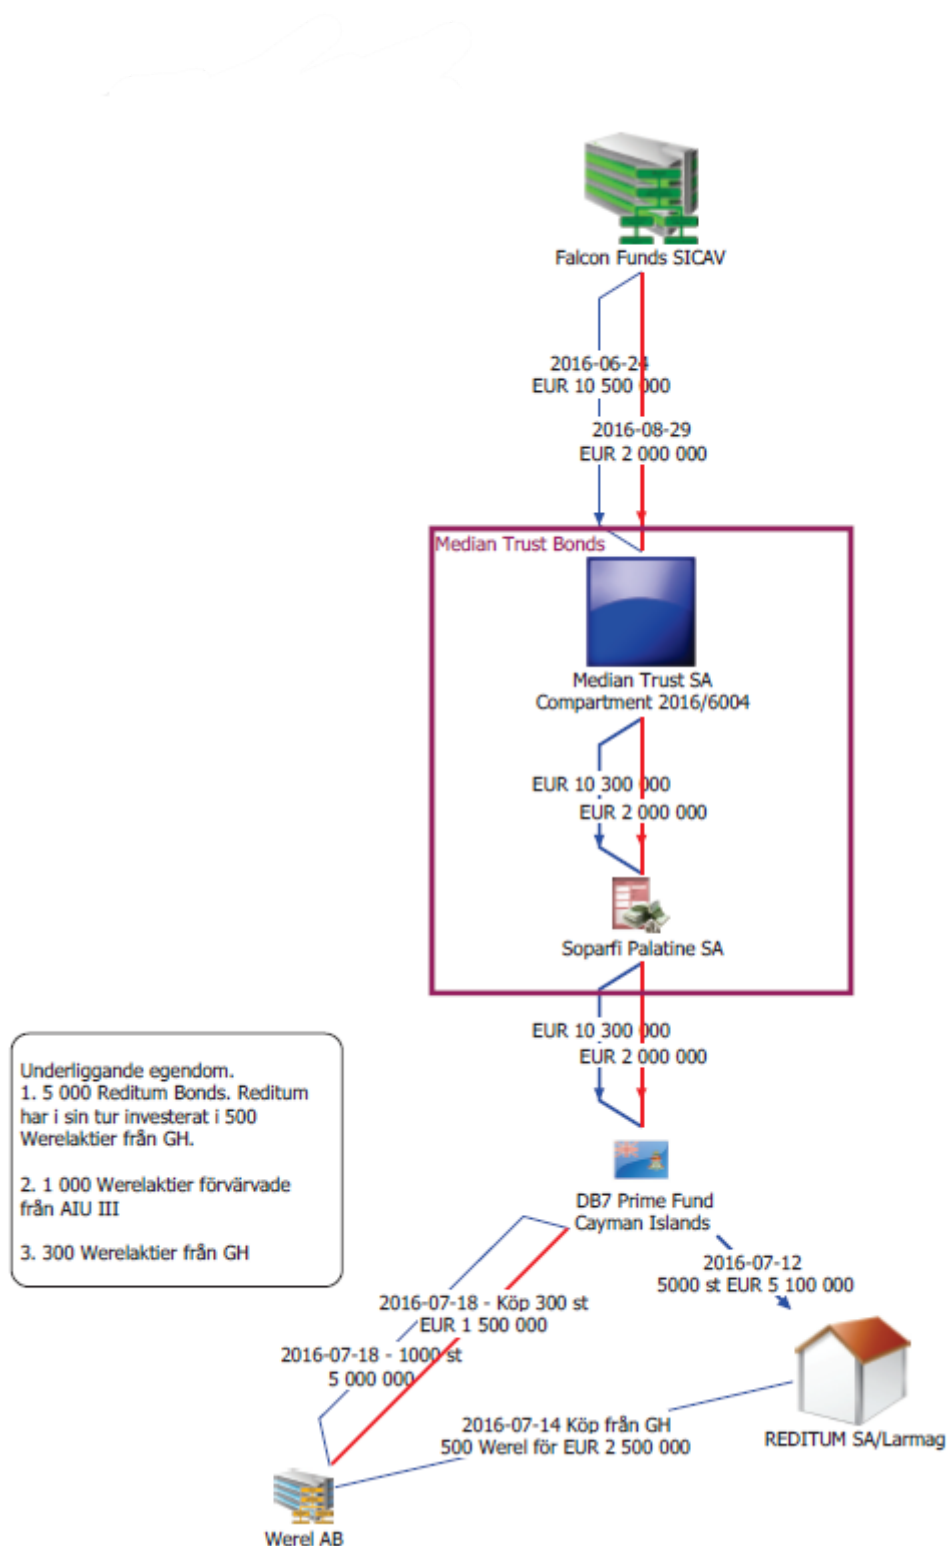 Falcon Funds SICAV
2016-06-24
EUR 10 500 000
2016-08-29
EUR 2 000 000
Median Trust Bonds
Median Trust SA
Compartment 2016/6004
EUR 10 300 000
EUR 2 000 000
Soparfi Palatine SA
EUR 10 300 000
EUR 2 000 000
Underliggande egendom.
1. 5 000 Reditum Bonds. Reditum
har i sin tur investerat i 500
Werelaktier från GH.
2. 1 000 Werelaktier förvärvade
från AIU III
3. 300 Werelaktier från GH
DB7 Prime Fund
Cayman Islands
2016-07-12
5000 st EUR 5 100 000
2016-07-18 - Köp 300 st
EUR 1 500 000
2016-07-18 - 1000 st
5 000 000
2016-07-14 Köp från GH
500 Werel för EUR 2 500 000
REDITUM SA/Larmag
Werel AB